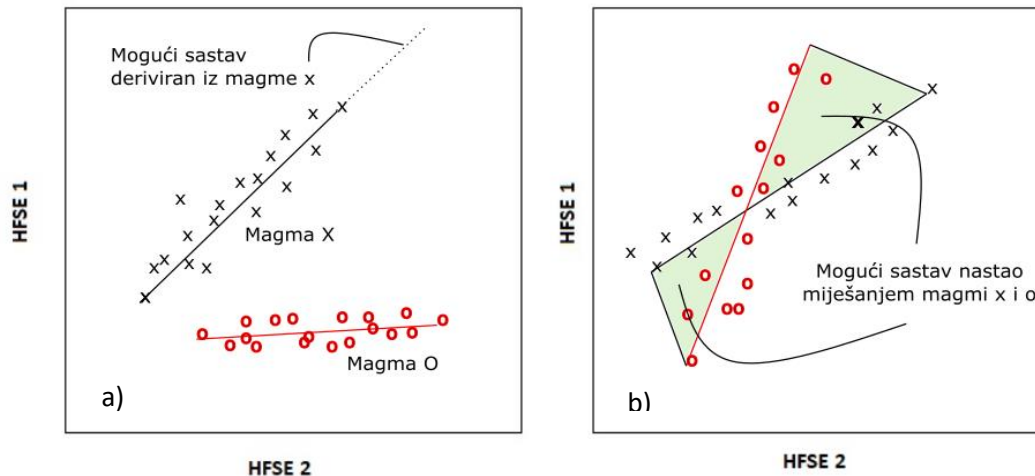 Mogući sastav
deriviran iz magme x
Magma X
Magma O
a)
HFSE 1
HFSE 2
Mogući sastav nastao
miješanjem magmi x i o
b)
HFSE 1
HFSE 2